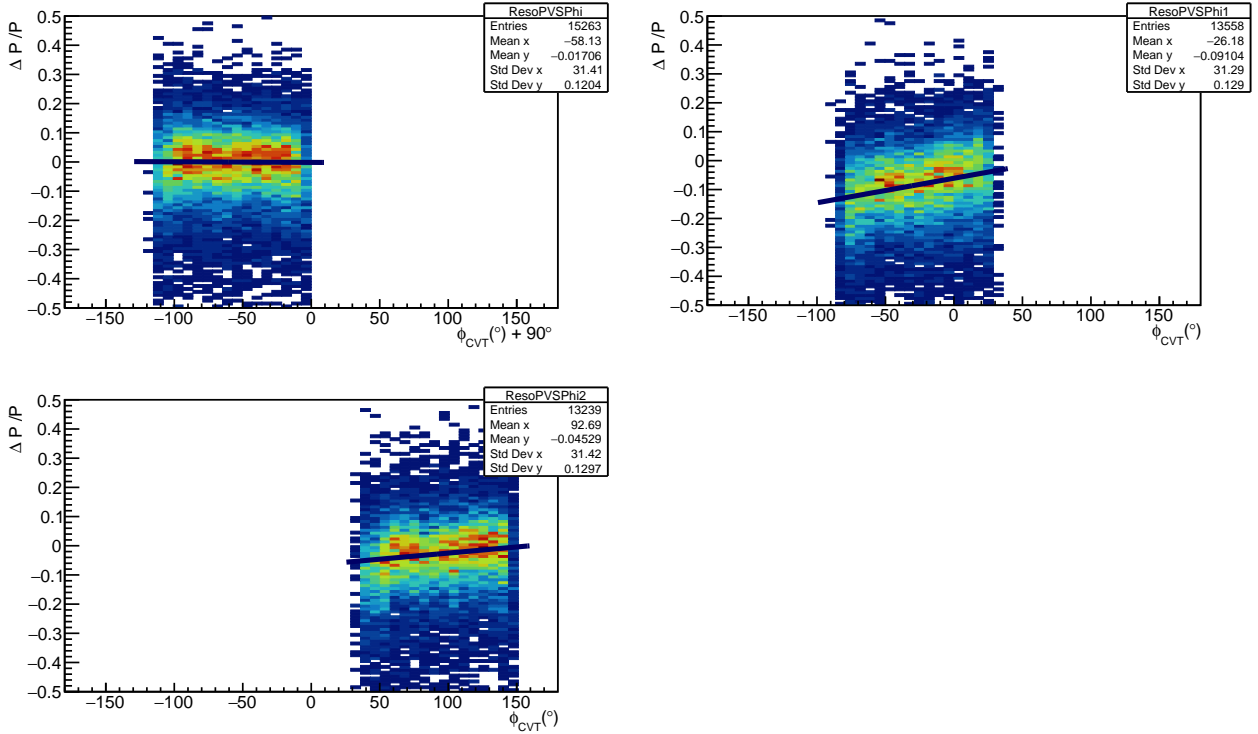 ResoPVSPhi
Entries 15263
Mean x −58.13
Mean y −0.01706
Std Dev x 31.41
Std Dev y 0.1204
Δ P /P
0.5
0.4
0.3
0.2
0.1
0
−0.1
−0.2
−0.3
−0.4
−0.5
−150 −100 −50 0 50 100 150
ϕCVT(°) + 90°
ResoPVSPhi1
Entries 13558
Mean x −26.18
Mean y −0.09104
Std Dev x 31.29
Std Dev y 0.129
Δ P /P
0.5
0.4
0.3
0.2
0.1
0
−0.1
−0.2
−0.3
−0.4
−0.5
−150 −100 −50 0 50 100 150
ϕCVT(°)
ResoPVSPhi2
Entries 13239
Mean x 92.69
Mean y −0.04529
Std Dev x 31.42
Std Dev y 0.1297
Δ P /P
0.5
0.4
0.3
0.2
0.1
0
−0.1
−0.2
−0.3
−0.4
−0.5
−150 −100 −50 0 50 100 150
ϕCVT(°)